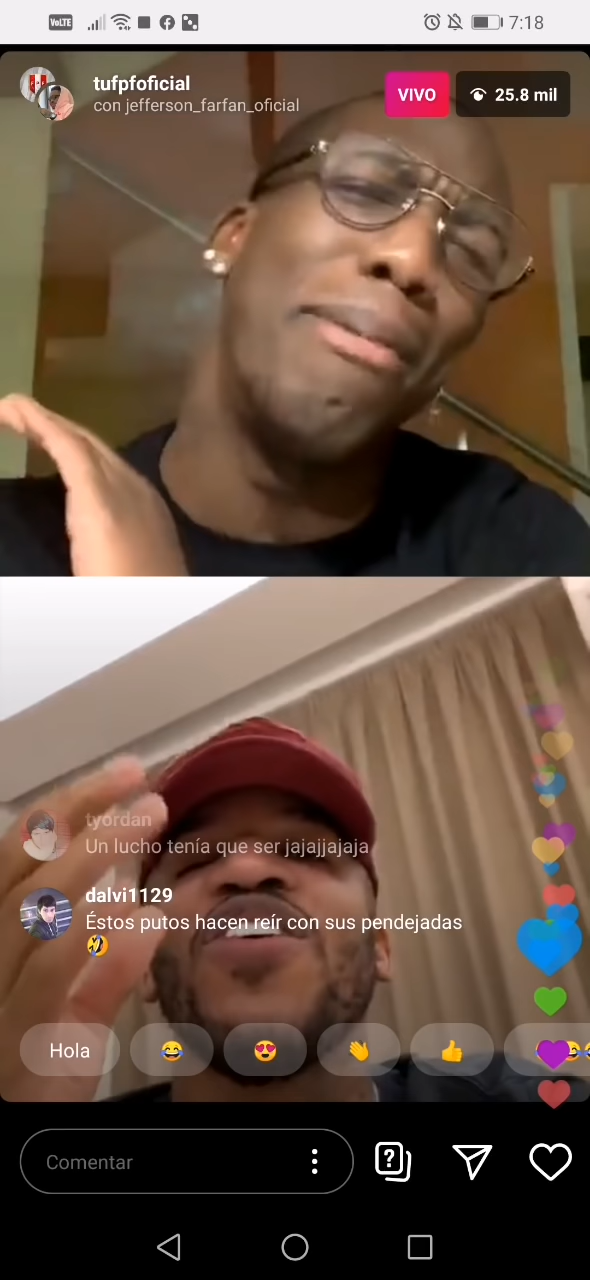 VoLTE
7:18
tufpfoficial
con jefferson_farfan_oficial
VIVO
25.8 mil
tyordan
Un lucho tenía que ser jajajjajaja
dalvi1129
Éstos putos hacen reír con sus pendejadas
🤣
Hola
😂
😍
👋
👍
Comentar